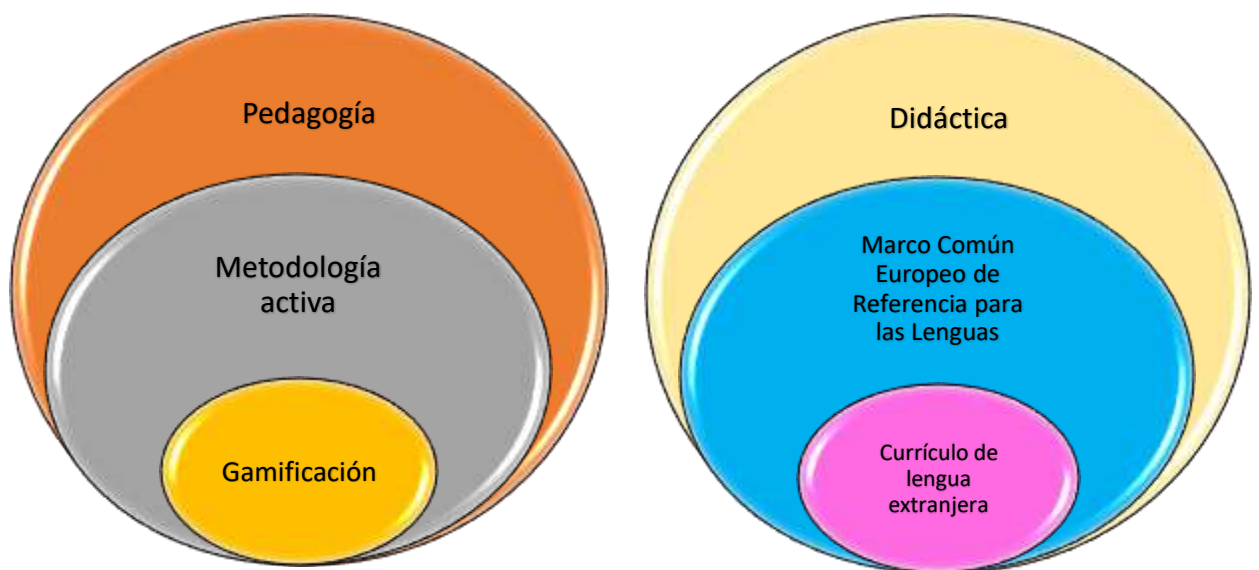 Pedagogía
Metodología
activa
Gamificación
Didáctica
Marco Común
Europeo de
Referencia para
las Lenguas
Currículo de
lengua
extranjera